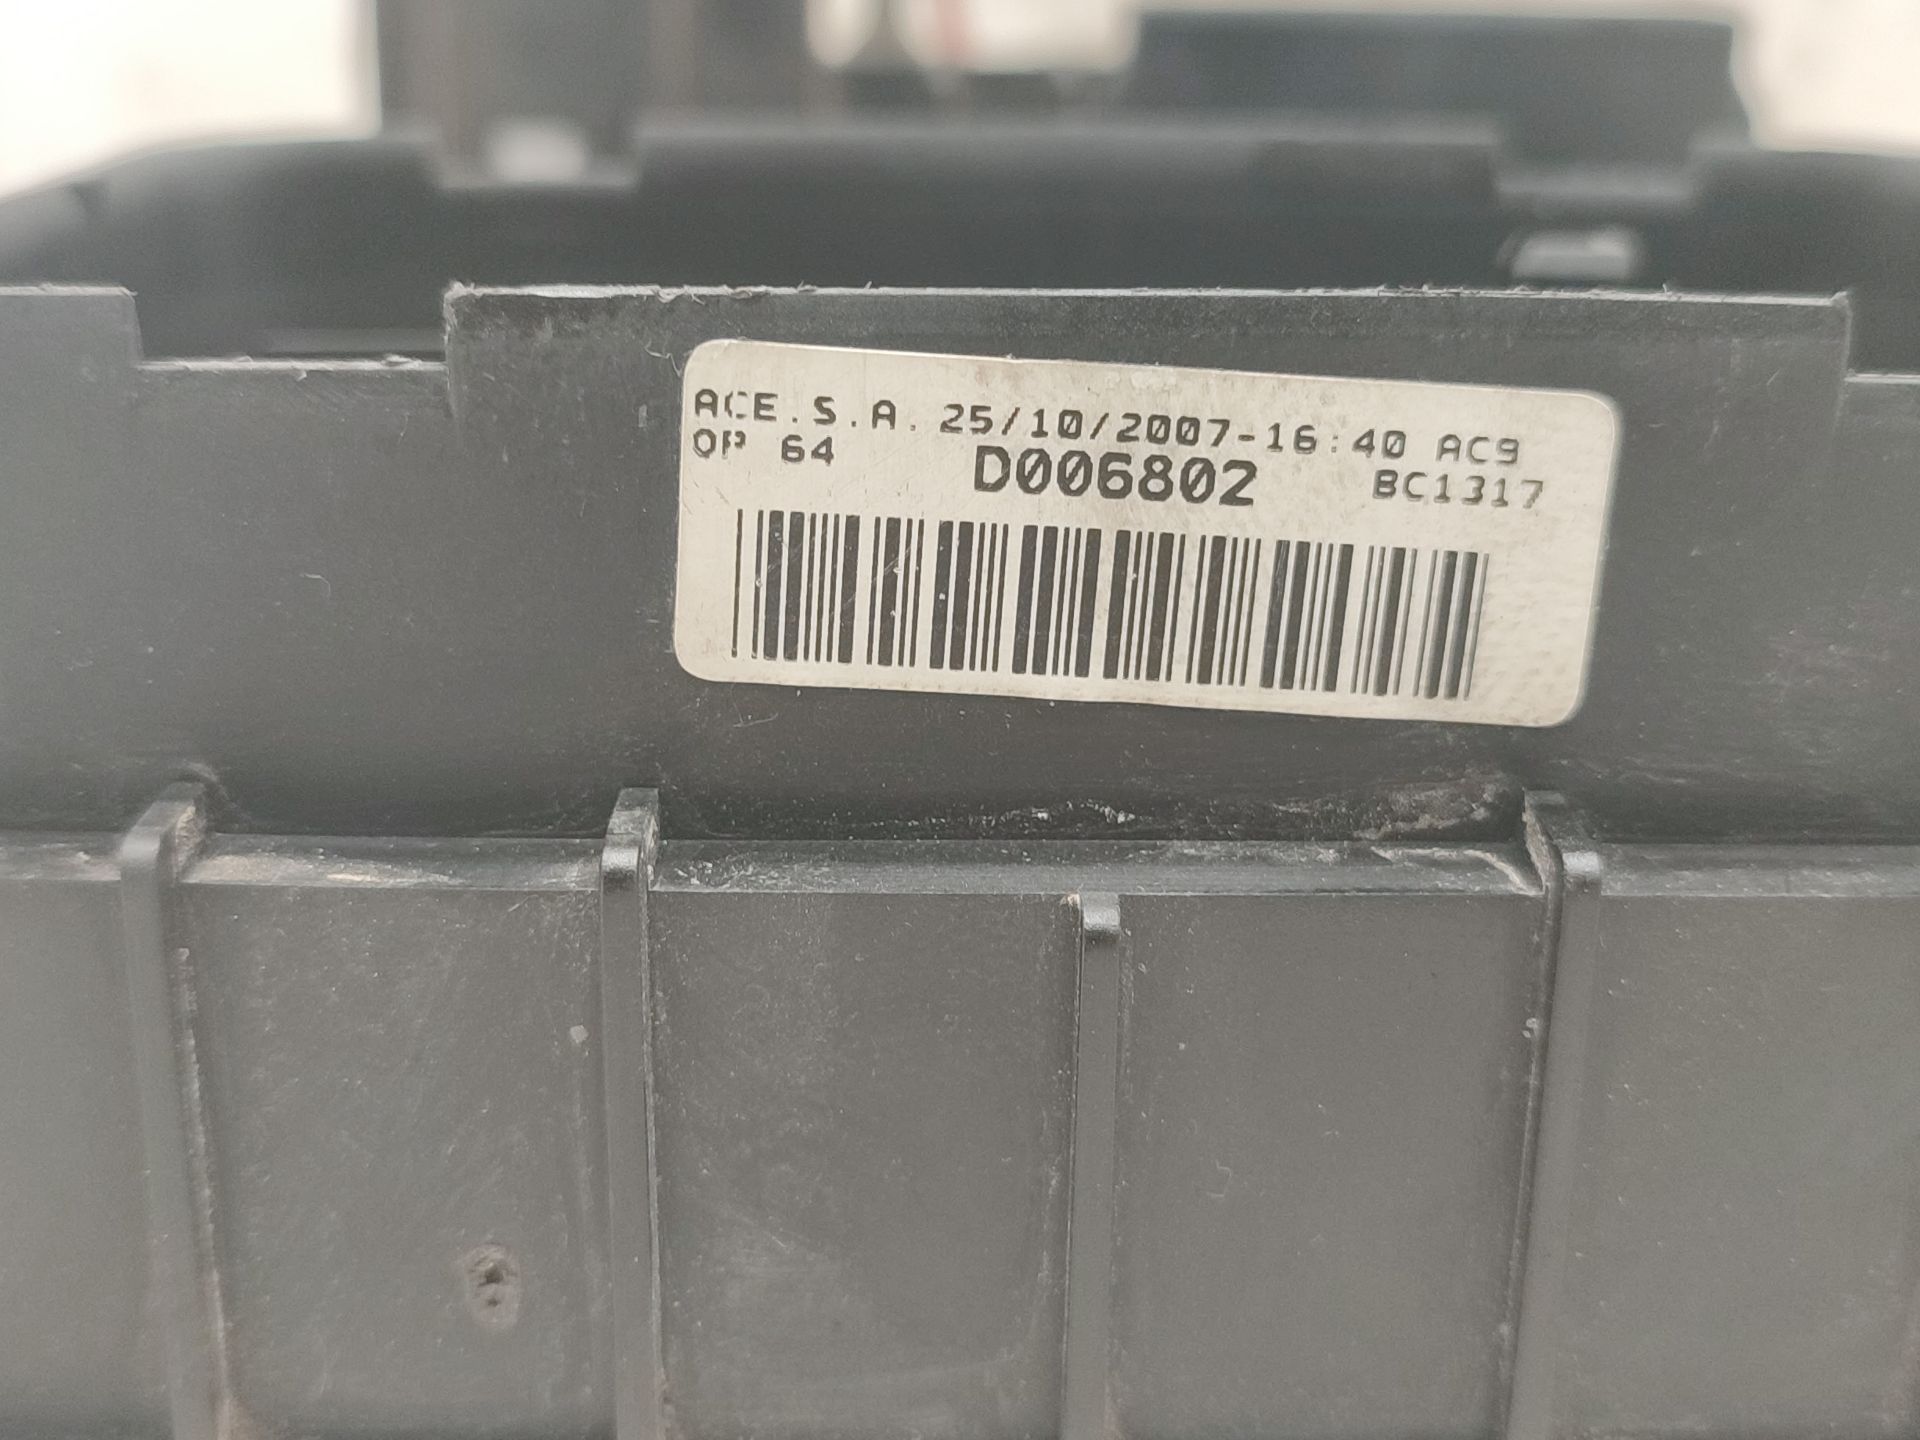 ACE.S.A. 25/10/2007-16:40 AC9
OP 64 D006802 BC1317